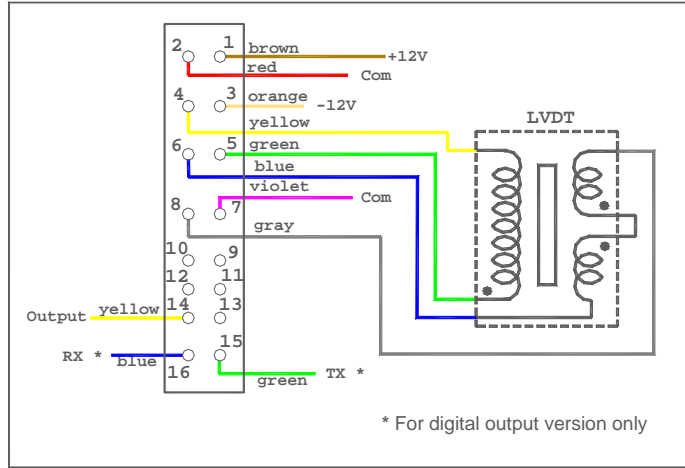 2 1 brown +12V
red Com
4 3 orange -12V
yellow LVDT
6 5 green
blue
violet Com
8 7
gray
10 9
12 11
Output yellow 14 13
15
RX * blue TX *
16 green
* For digital output version only